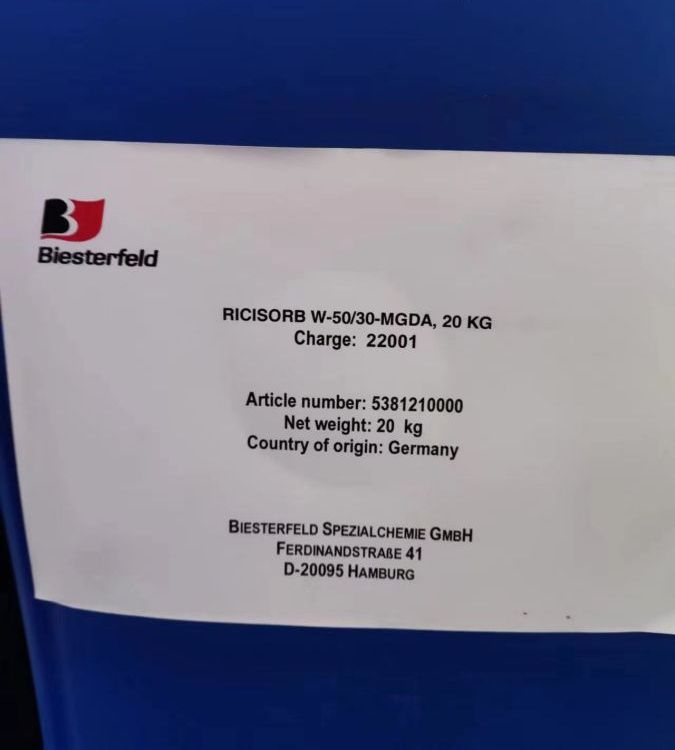 Biesterfeld
RICISORB W-50/30-MGDA, 20 KG
Charge: 22001
Article number: 5381210000
Net weight: 20 kg
Country of origin: Germany
BIESTERFELD SPEZIALCHEMIE GMBH
FERDINANDSTRAßE 41
D-20095 HAMBURG